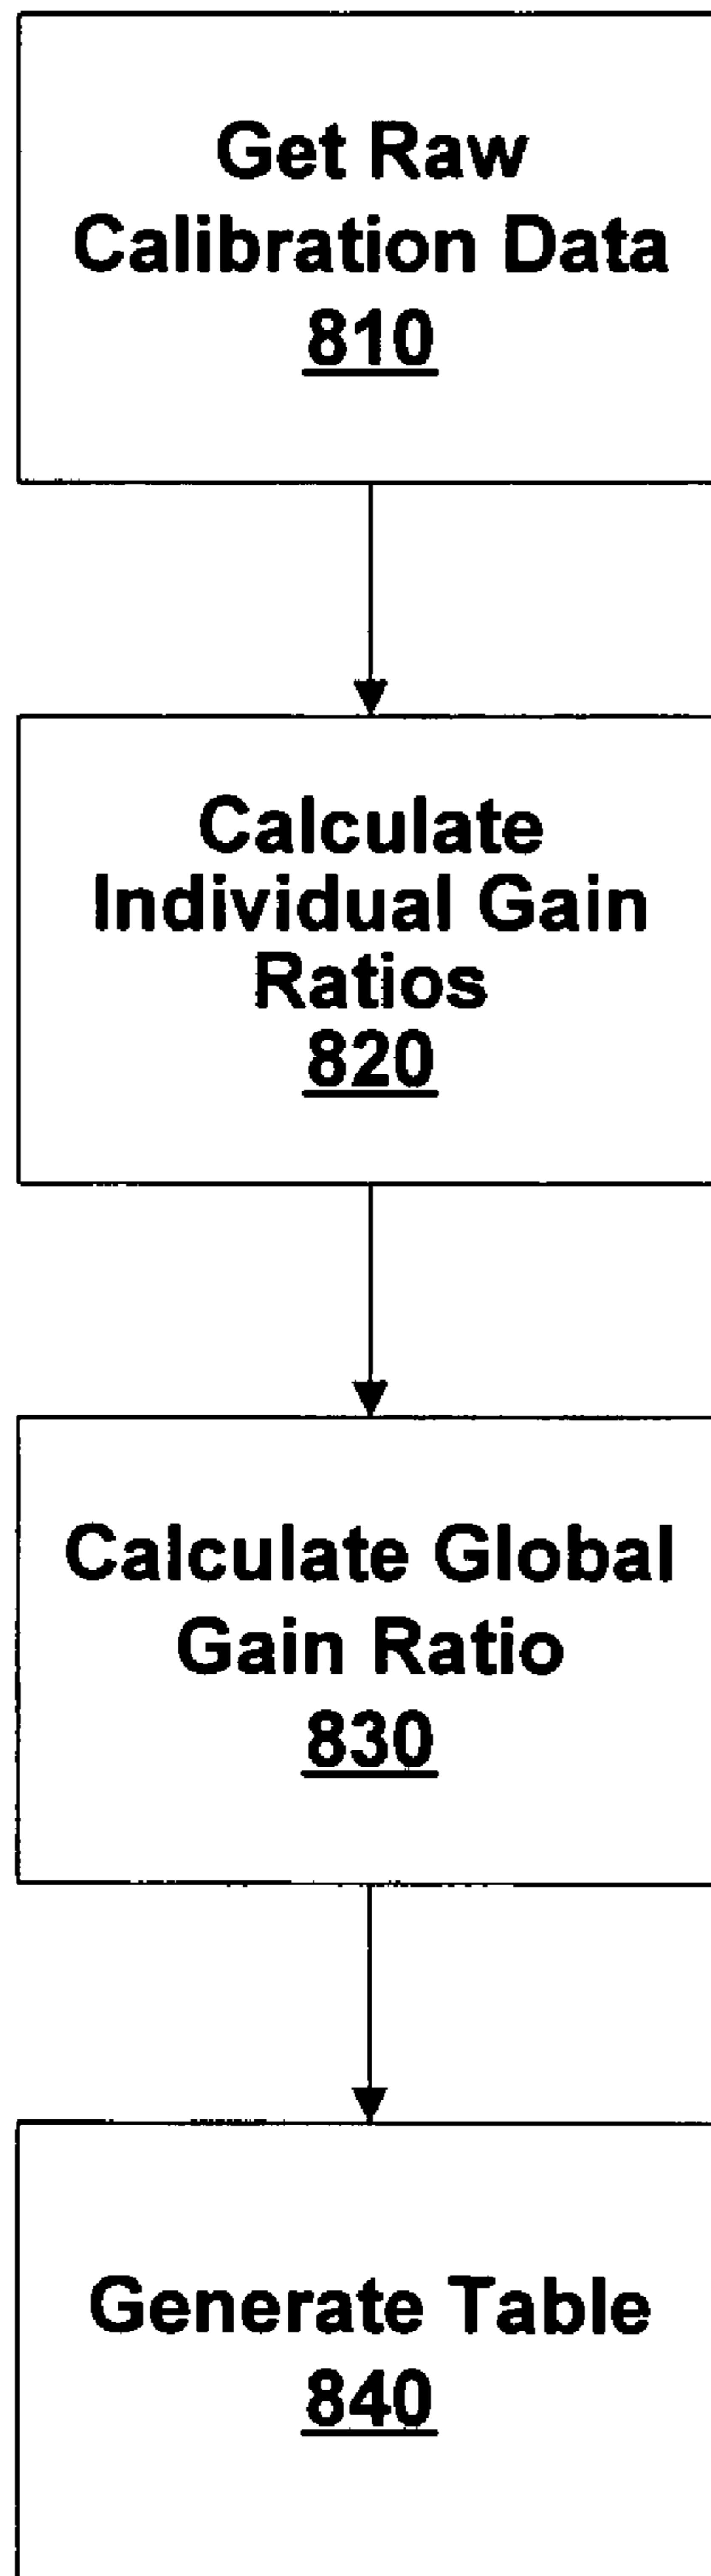 Get Raw
Calibration Data
810
Calculate
Individual Gain
Ratios
820
Calculate Global
Gain Ratio
830
Generate Table
840